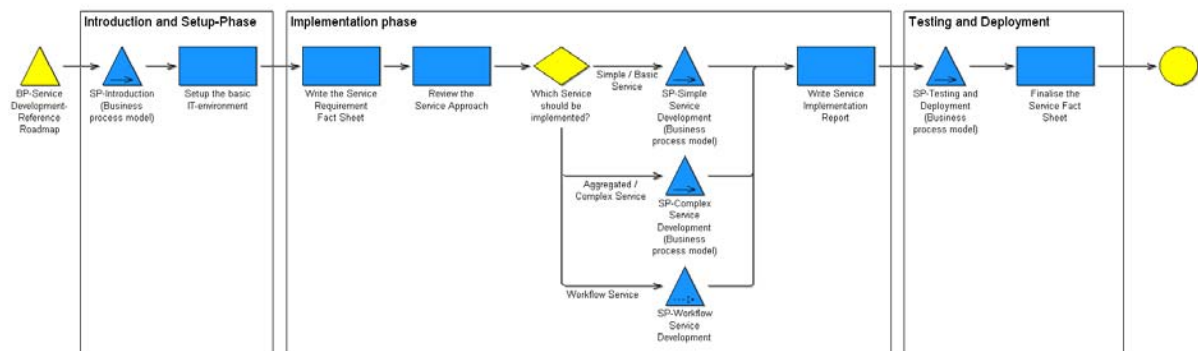 Introduction and Setup-Phase
Implementation phase
Testing and Deployment
BP-Service
Development-
Reference
Roadmap
SP-Introduction
(Business
process model)
Setup the basic
IT-environment
Write the Service
Requirement
Fact Sheet
Review the
Service Approach
Which Service
should be
implemented?
Simple / Basic
Service
SP-Simple
Service
Development
(Business
process model)
Write Service
Implementation
Report
SP-Testing and
Deployment
(Business
process model)
Finalise the
Service Fact
Sheet
Aggregated /
Complex Service
SP-Complex
Service
Development
(Business
process model)
Workflow Service
SP-Workflow
Service
Development